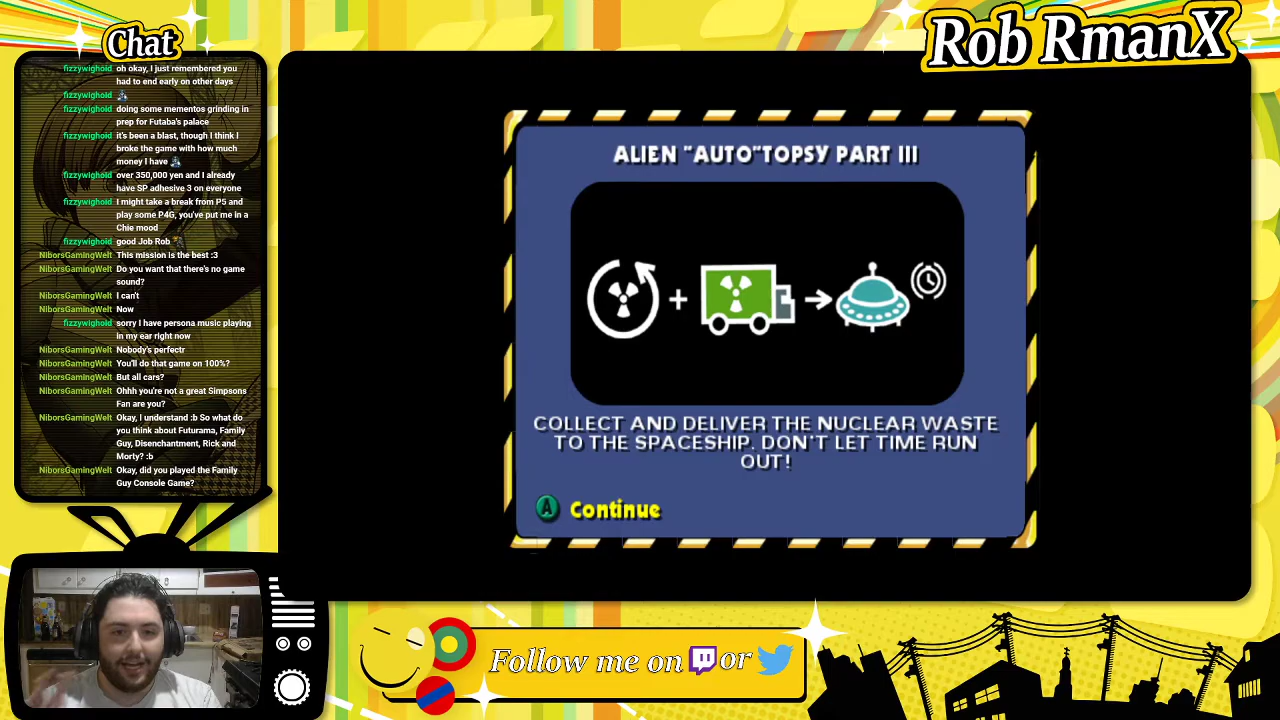 Chat
Rob RmanX
fizzywighoid oh okay, I just remembered you
had to end early on other days
fizzywighoid
fizzywighoid doing some mementos grinding in
prep for Futaba's palace
fizzywighoid it's been a blast, though I think I
broke the game with how much
money I have
fizzywighoid over 350,000 yen and I already
have SP adhesive 3 on everyone
fizzywighoid I might take a break from P5 and
play some P4G, you've put me in a
Chie mood
fizzywighoid good Job Rob
NiborsGamingWelt This mission is the best :3
NiborsGamingWelt Do you want that there's no game
sound?
NiborsGamingWelt I can't
NiborsGamingWelt Now
fizzywighoid sorry I have persona music playing
in my ear right now
NiborsGamingWelt Nobody's perfectr
NiborsGamingWelt You'll do that game on 100%?
NiborsGamingWelt But all cars?
NiborsGamingWelt Ohhh you're not a great Simpsons
Fan are you?
NiborsGamingWelt Okay, I understand :b So what do
you think about Futurama, Family
Guy, Disenchantment, Rick and
Morty? :b
NiborsGamingWelt Okay, did you played the Family
Guy Console Game?
ALIEN "AUTO"TOPSY PART III
COLLECT AND DELIVER THE NUCLEAR WASTE
TO THE SPACESHIP. DON'T LET TIME RUN
OUT!
A Continue
Follow me on or